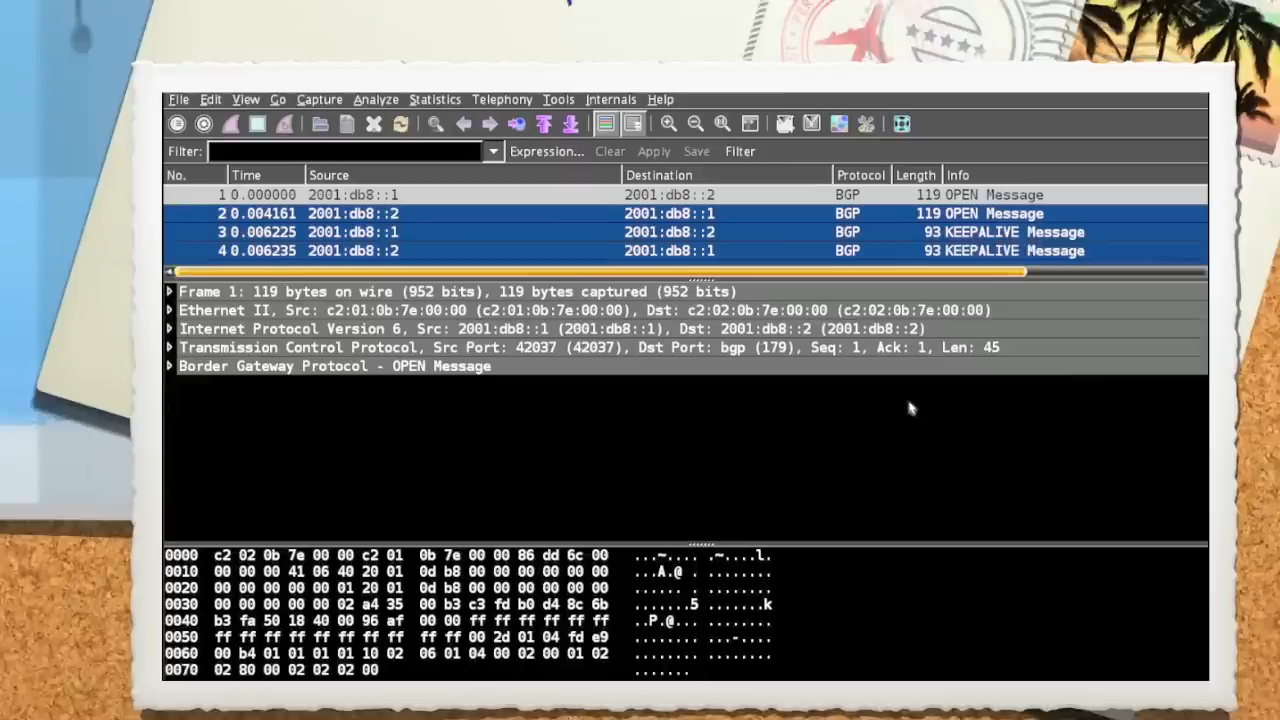 File Edit View Go Capture Analyze Statistics Telephony Tools Internals Help
Filter: Expression... Clear Apply Save Filter
No. Time Source Destination Protocol Length Info
1 0.000000 2001:db8::1 2001:db8::2 BGP 119 OPEN Message
2 0.004161 2001:db8::2 2001:db8::1 BGP 119 OPEN Message
3 0.006225 2001:db8::1 2001:db8::2 BGP 93 KEEPALIVE Message
4 0.006235 2001:db8::2 2001:db8::1 BGP 93 KEEPALIVE Message
Frame 1: 119 bytes on wire (952 bits), 119 bytes captured (952 bits)
Ethernet II, Src: c2:01:0b:7e:00:00 (c2:01:0b:7e:00:00), Dst: c2:02:0b:7e:00:00 (c2:02:0b:7e:00:00)
Internet Protocol Version 6, Src: 2001:db8::1 (2001:db8::1), Dst: 2001:db8::2 (2001:db8::2)
Transmission Control Protocol, Src Port: 42037 (42037), Dst Port: bgp (179), Seq: 1, Ack: 1, Len: 45
Border Gateway Protocol - OPEN Message
0000 c2 02 0b 7e 00 00 c2 01 0b 7e 00 00 86 dd 6c 00 ...~.... .~....l.
0010 00 00 00 41 06 40 20 01 0d b8 00 00 00 00 00 00 ...A.@ . ........
0020 00 00 00 00 00 01 20 01 0d b8 00 00 00 00 00 00 ...... . ........
0030 00 00 00 00 00 02 a4 35 00 b3 c3 fd b0 d4 8c 6b .......5 .......k
0040 b3 fa 50 18 40 00 96 af 00 00 ff ff ff ff ff ff ..P.@... ........
0050 ff ff ff ff ff ff ff ff ff ff 00 2d 01 04 fd e9 ........ ...-....
0060 00 b4 01 01 01 01 10 02 06 01 04 00 02 00 01 02 ........ ........
0070 02 80 00 02 02 02 00 .......